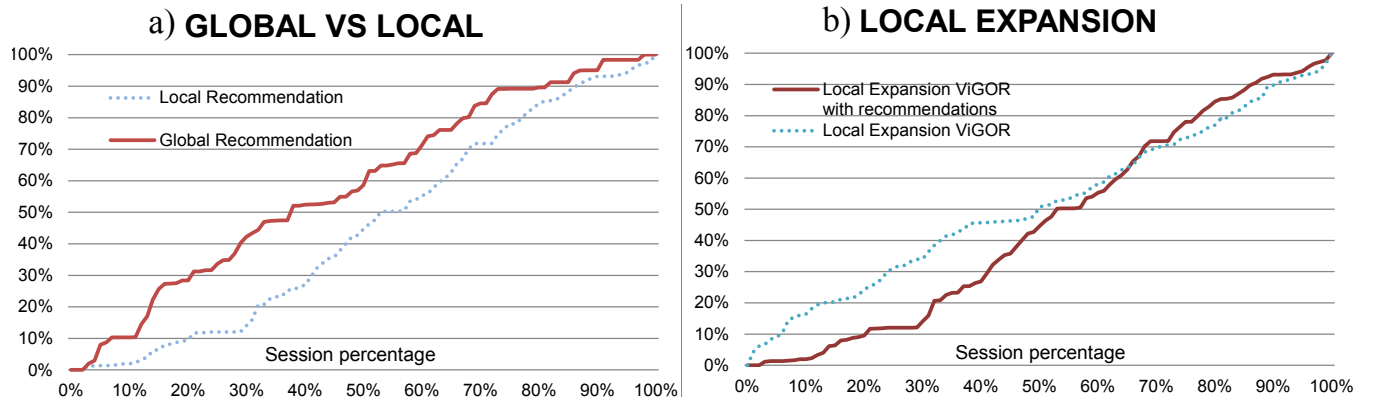 a) GLOBAL VS LOCAL
100%
90%
80%
70%
60%
50%
40%
30%
20%
10%
0%
Local Recommendation
Global Recommendation
Session percentage
0% 10% 20% 30% 40% 50% 60% 70% 80% 90% 100%
b) LOCAL EXPANSION
100%
90%
80%
70%
60%
50%
40%
30%
20%
10%
0%
Local Expansion ViGOR
with recommendations
Local Expansion ViGOR
Session percentage
0% 10% 20% 30% 40% 50% 60% 70% 80% 90% 100%